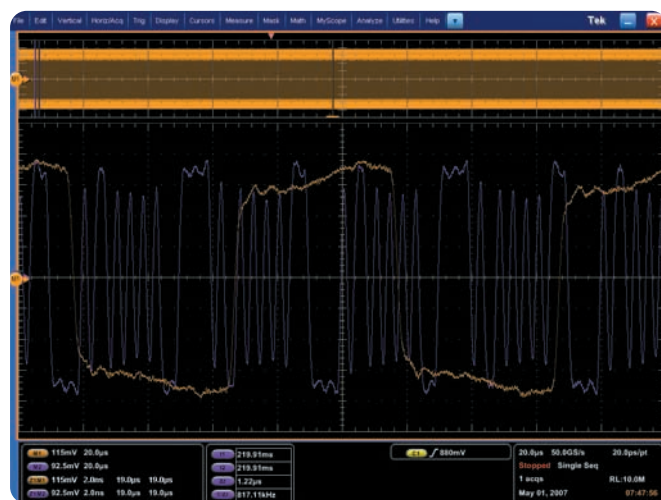 File Edit Vertical Horiz/Acq Trig Display Cursors Measure Mask Math MyScope Analyze Utilities Help Tek X
115mV 20.0µs
92.5mV 20.0µs
115mV 2.0ns 19.0µs 19.0µs
92.5mV 2.0ns 19.0µs 19.0µs
219.91ms
219.91ms
1.22µs
817.11kHz
880mV
20.0µs 50.0GS/s 20.0ps/pt
Stopped Single Seq
1 acqs RL:10.0M
May 01, 2007 07:47:56